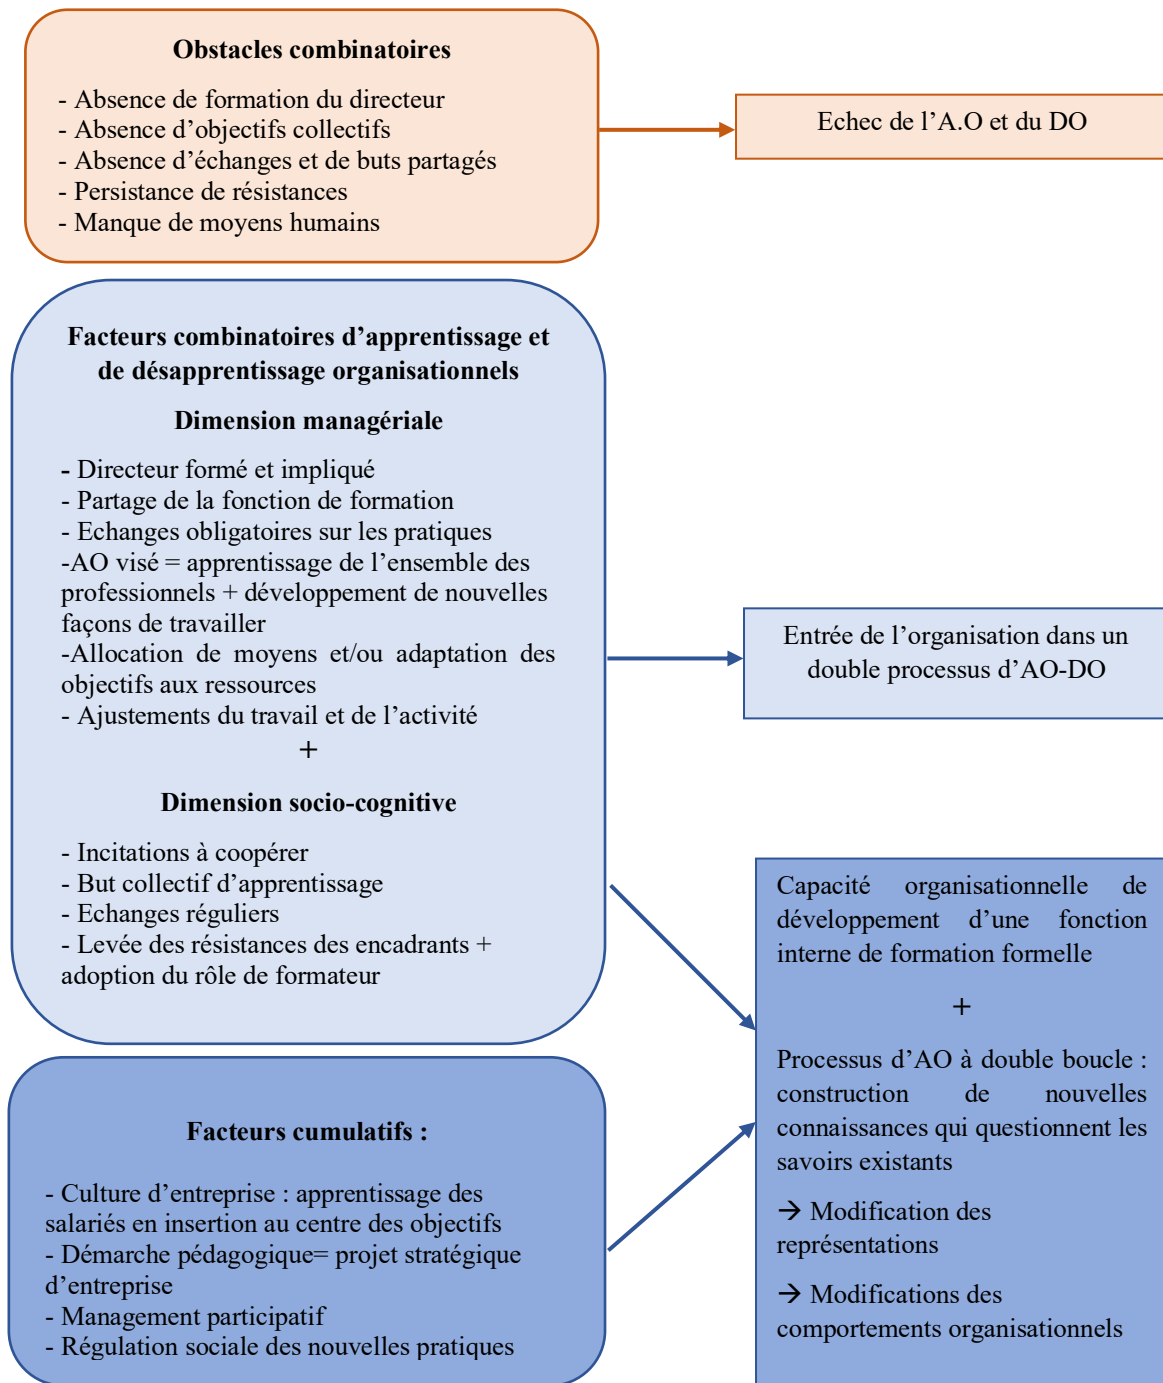 Obstacles combinatoires
- Absence de formation du directeur
- Absence d’objectifs collectifs
- Absence d’échanges et de buts partagés
- Persistance de résistances
- Manque de moyens humains
Echec de l’A.O et du DO
Facteurs combinatoires d’apprentissage et
de désapprentissage organisationnels
Dimension managériale
- Directeur formé et impliqué
- Partage de la fonction de formation
- Echanges obligatoires sur les pratiques
-AO visé = apprentissage de l’ensemble des
professionnels + développement de nouvelles
façons de travailler
-Allocation de moyens et/ou adaptation des
objectifs aux ressources
- Ajustements du travail et de l’activité
+
Dimension socio-cognitive
- Incitations à coopérer
- But collectif d’apprentissage
- Echanges réguliers
- Levée des résistances des encadrants +
adoption du rôle de formateur
Entrée de l’organisation dans un
double processus d’AO-DO
Facteurs cumulatifs :
- Culture d’entreprise : apprentissage des
salariés en insertion au centre des objectifs
- Démarche pédagogique= projet stratégique
d’entreprise
- Management participatif
- Régulation sociale des nouvelles pratiques
Capacité organisationnelle de
développement d’une fonction
interne de formation formelle
+
Processus d’AO à double boucle :
construction de nouvelles
connaissances qui questionnent les
savoirs existants
→ Modification des
représentations
→ Modifications des
comportements organisationnels